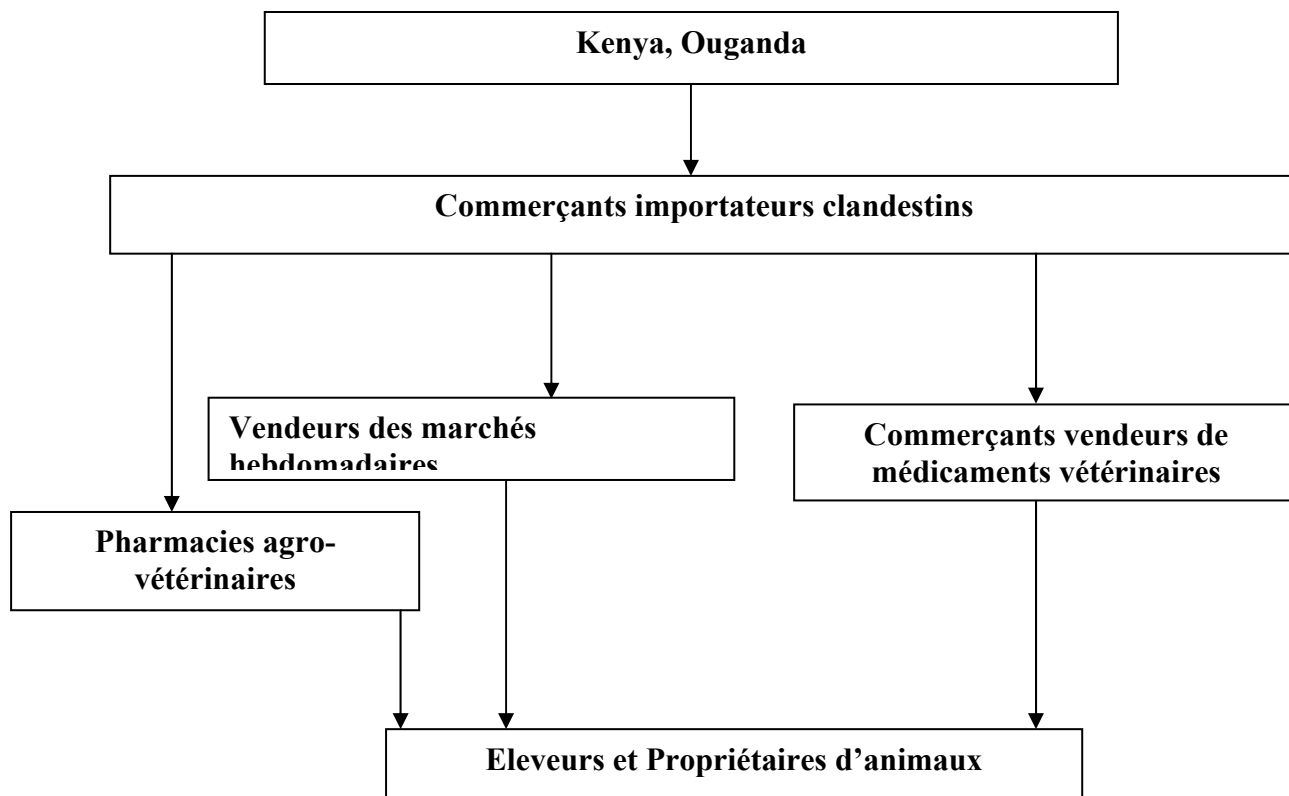 Kenya, Ouganda
Commerçants importateurs clandestins
Vendeurs des marchés
hebdomadaires
Commerçants vendeurs de
médicaments vétérinaires
Pharmacies agro-
vétérinaires
Eleveurs et Propriétaires d’animaux